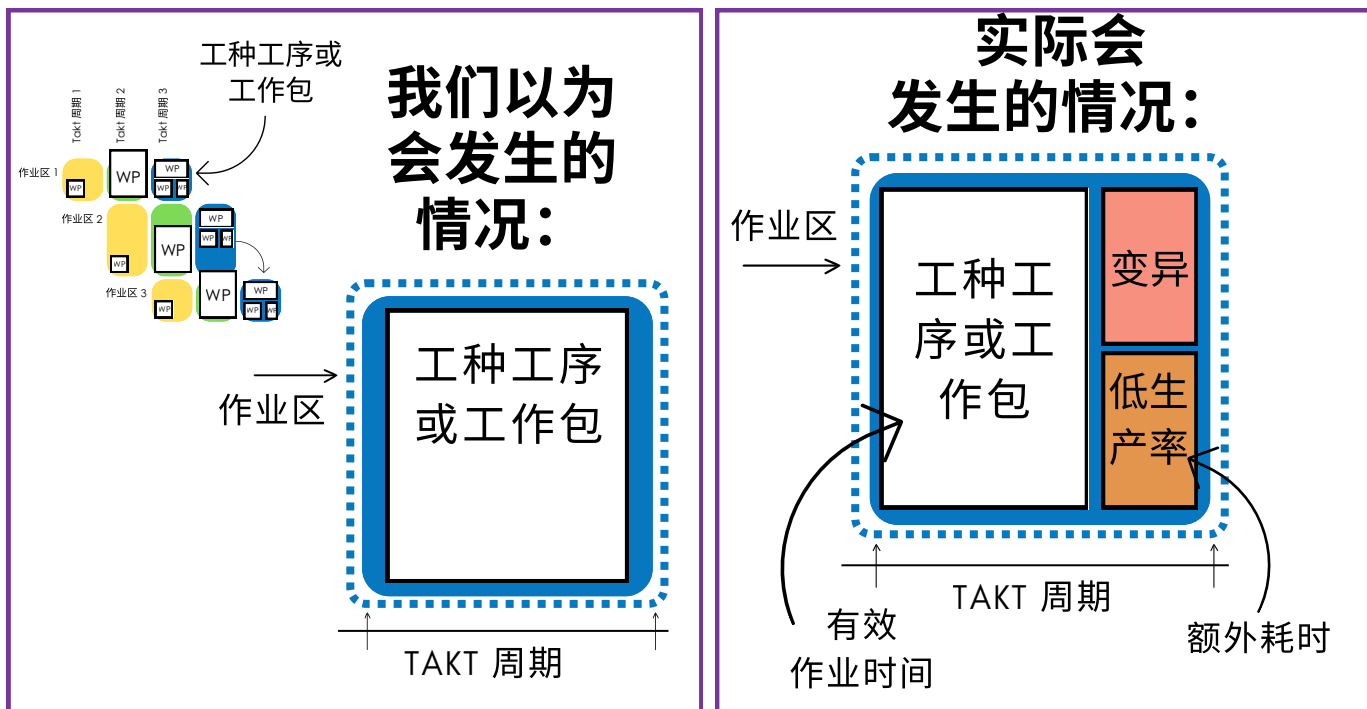 工种工序或
工作包
我们以为
会发生的
情况：
Takt 周期 1
Takt 周期 2
Takt 周期 3
作业区 1
WP
WP
WP
WP
WP
作业区 2
WP
WP
WP
WP
WP
作业区 3
WP
WP
WP
WP
WP
作业区
工种工序
或工作包
TAKT 周期
实际会
发生的情况：
作业区
工种工
序或工
作包
变异
低生
产率
TAKT 周期
有效
作业时间
额外耗时